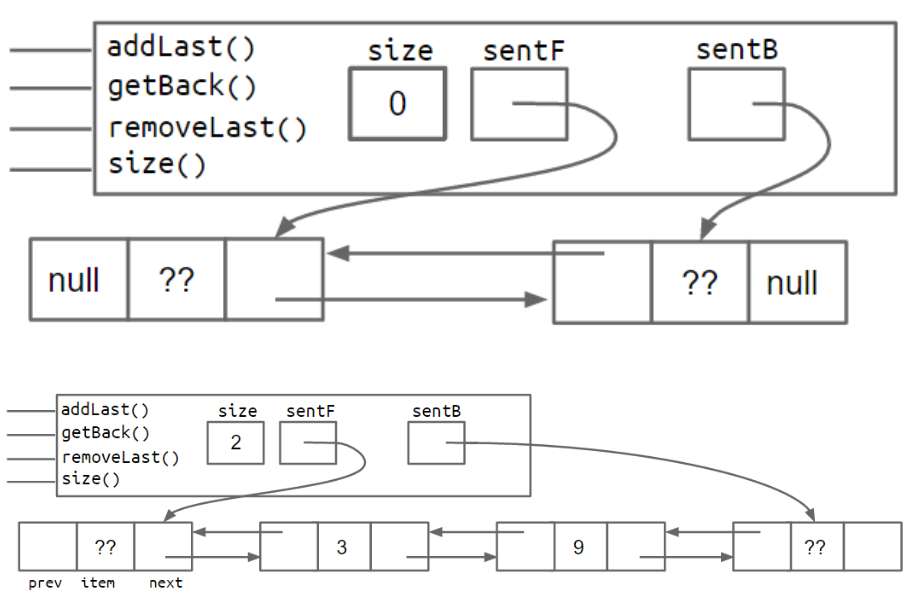 addLast() size sentF sentB
getBack()
0
removeLast()
size()
null ?? ?? null
addLast() size sentF sentB
getBack()
2
removeLast()
size()
?? 3 9 ??
prev item next